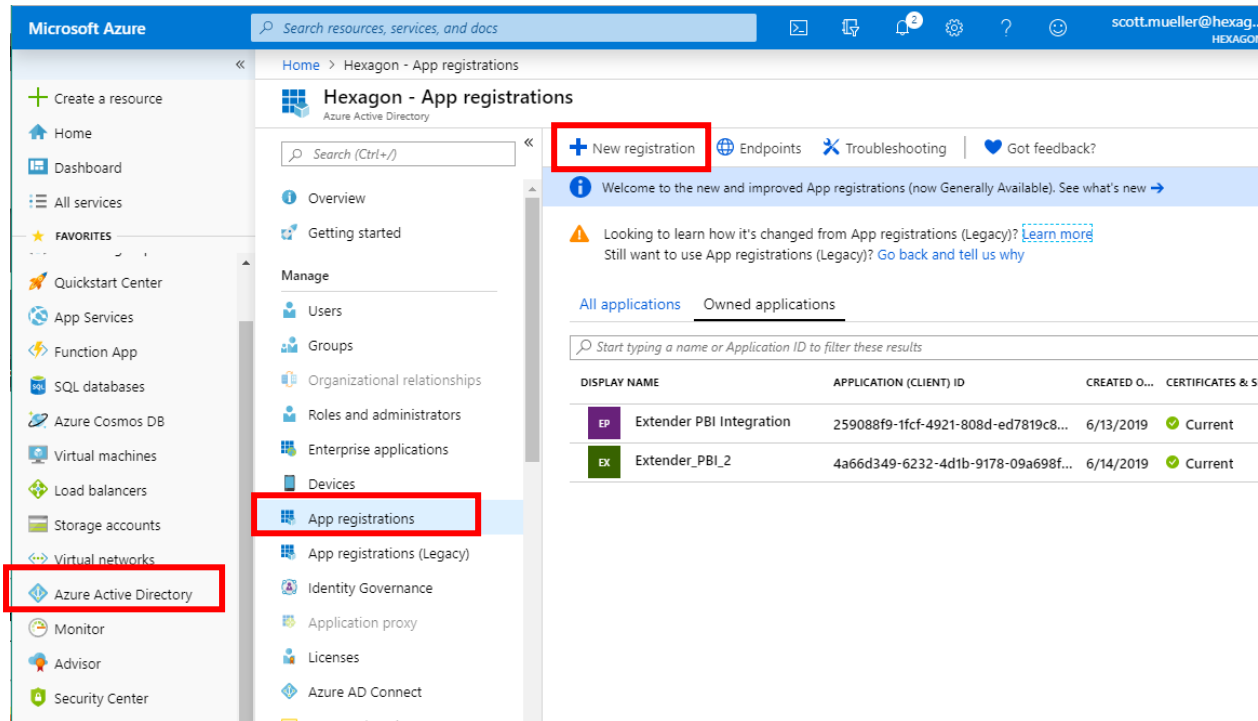 Microsoft Azure
Search resources, services, and docs
2
scott.mueller@hexag...
HEXAGON
«
Home > Hexagon - App registrations
Create a resource
Home
Dashboard
All services
FAVORITES
Quickstart Center
App Services
Function App
SQL databases
Azure Cosmos DB
Virtual machines
Load balancers
Storage accounts
Virtual networks
Azure Active Directory
Monitor
Advisor
Security Center
Hexagon - App registrations
Azure Active Directory
Search (Ctrl+/)
«
Overview
Getting started
Manage
Users
Groups
Organizational relationships
Roles and administrators
Enterprise applications
Devices
App registrations
App registrations (Legacy)
Identity Governance
Application proxy
Licenses
Azure AD Connect
New registration Endpoints Troubleshooting Got feedback?
Welcome to the new and improved App registrations (now Generally Available). See what's new →
Looking to learn how it's changed from App registrations (Legacy)? Learn more
Still want to use App registrations (Legacy)? Go back and tell us why
All applications Owned applications
Start typing a name or Application ID to filter these results
DISPLAY NAME APPLICATION (CLIENT) ID CREATED O... CERTIFICATES & S
EP Extender PBI Integration 259088f9-1fcf-4921-808d-ed7819c8... 6/13/2019 Current
EX Extender_PBI_2 4a66d349-6232-4d1b-9178-09a698f... 6/14/2019 Current